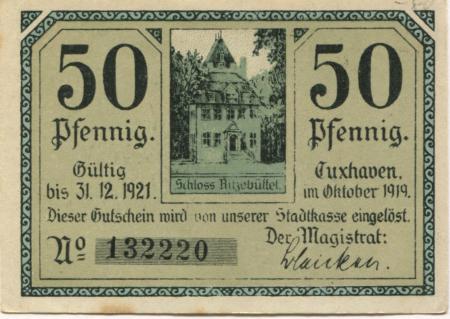 50 50
Pfennig. Pfennig.
Schloss Ritzebüttel.
Gültig Cuxhaven,
bis 31. 12. 1921. im Oktober 1919.
Dieser Gutschein wird von unserer Stadtkasse eingelöst.
Der Magistrat:
No 132220